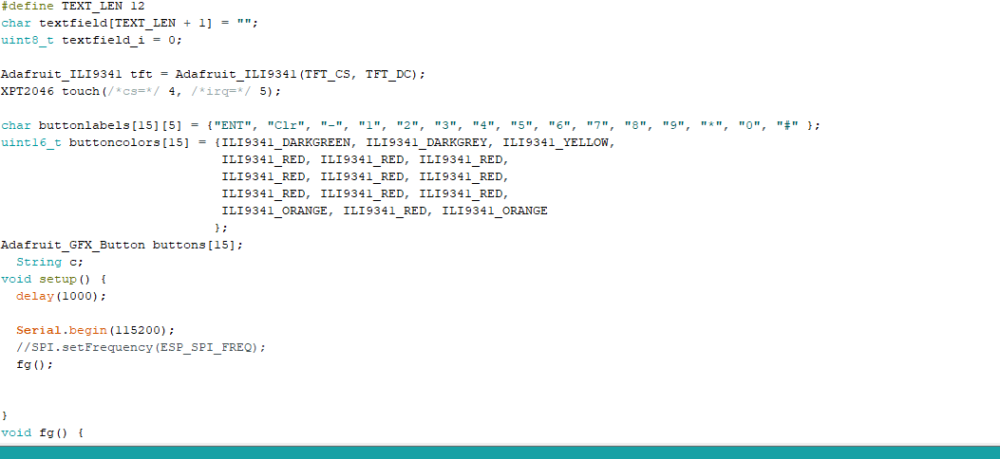 #define TEXT_LEN 12
char textfield[TEXT_LEN + 1] = "";
uint8_t textfield_i = 0;
Adafruit_ILI9341 tft = Adafruit_ILI9341(TFT_CS, TFT_DC);
XPT2046 touch(/*cs=*/ 4, /*irq=*/ 5);
char buttonlabels[15][5] = {"ENT", "Clr", "-", "1", "2", "3", "4", "5", "6", "7", "8", "9", "*", "0", "#" };
uint16_t buttoncolors[15] = {ILI9341_DARKGREEN, ILI9341_DARKGREY, ILI9341_YELLOW,
ILI9341_RED, ILI9341_RED, ILI9341_RED,
ILI9341_RED, ILI9341_RED, ILI9341_RED,
ILI9341_RED, ILI9341_RED, ILI9341_RED,
ILI9341_ORANGE, ILI9341_RED, ILI9341_ORANGE
};
Adafruit_GFX_Button buttons[15];
String c;
void setup() {
delay(1000);
Serial.begin(115200);
//SPI.setFrequency(ESP_SPI_FREQ);
fg();
}
void fg() {